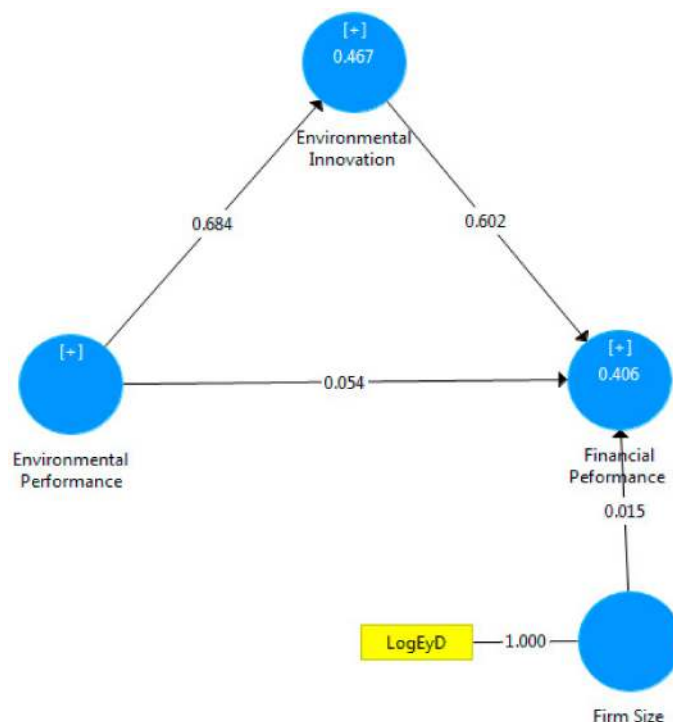 [+]
0.467
Environmental
Innovation
0.684
0.602
[+]
[+]
0.054
0.406
Environmental
Performance
Financial
Peformance
0.015
LogEyD
1.000
Firm Size